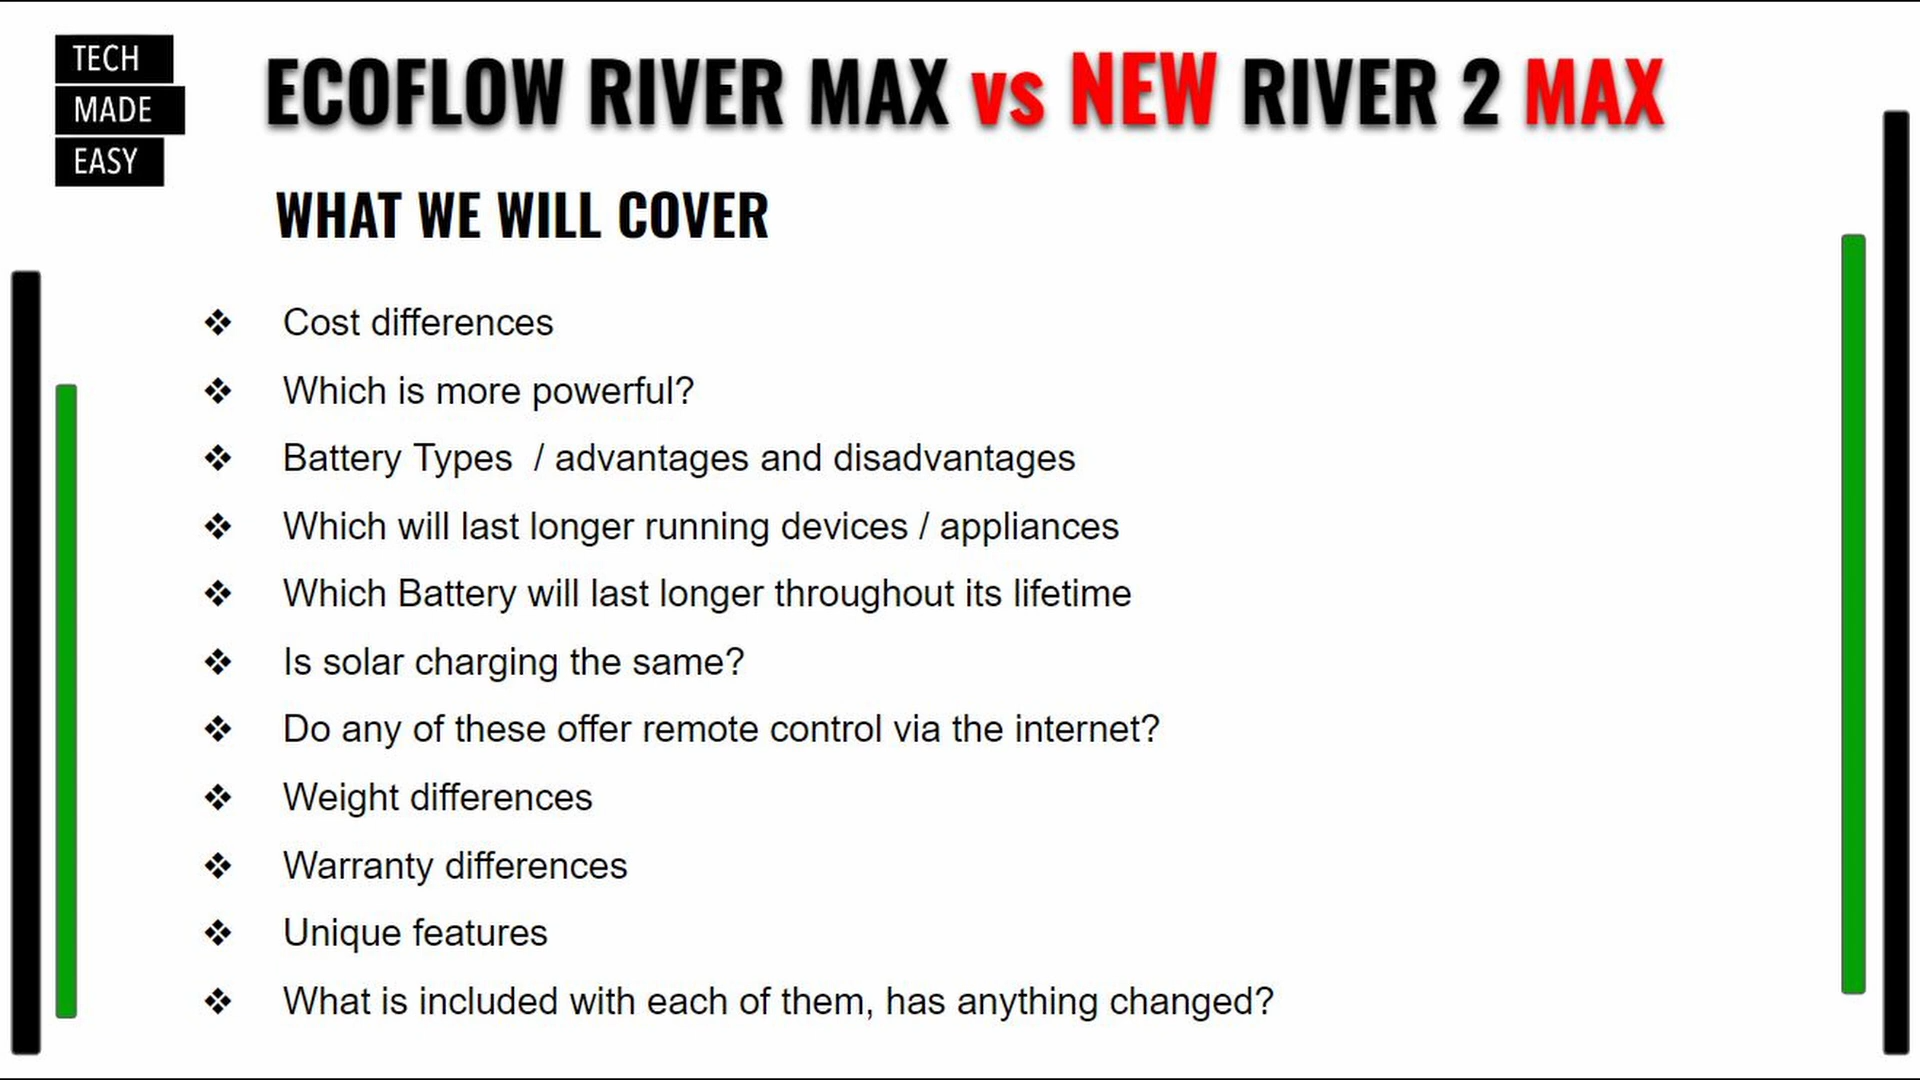 TECH
MADE
EASY
ECOFLOW RIVER MAX vs NEW RIVER 2 MAX
WHAT WE WILL COVER
❖ Cost differences
❖ Which is more powerful?
❖ Battery Types / advantages and disadvantages
❖ Which will last longer running devices / appliances
❖ Which Battery will last longer throughout its lifetime
❖ Is solar charging the same?
❖ Do any of these offer remote control via the internet?
❖ Weight differences
❖ Warranty differences
❖ Unique features
❖ What is included with each of them, has anything changed?